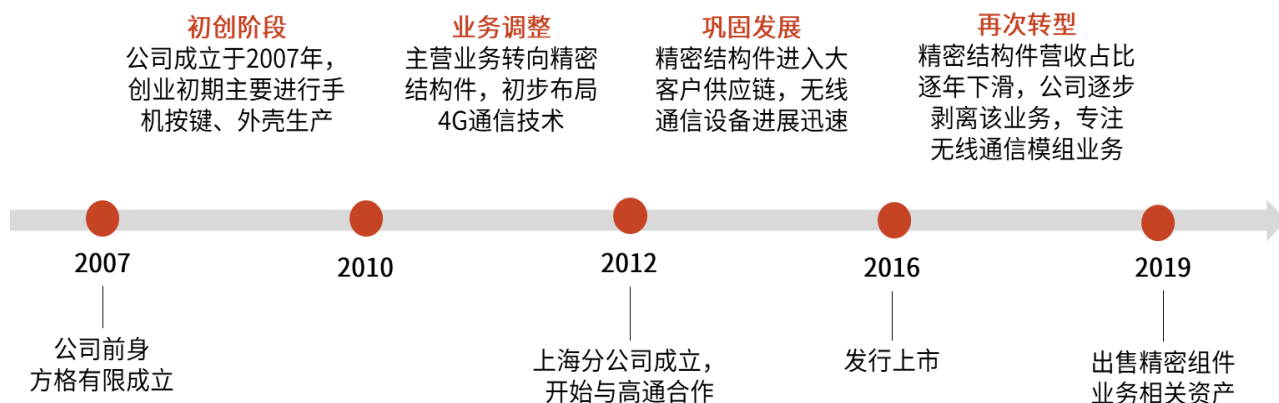 初创阶段
公司成立于2007年，
创业初期主要进行手
机按键、外壳生产
业务调整
主营业务转向精密
结构件，初步布局
4G通信技术
巩固发展
精密结构件进入大
客户供应链，无线
通信设备进展迅速
再次转型
精密结构件营收占比
逐年下滑，公司逐步
剥离该业务，专注
无线通信模组业务
2007
2010
2012
2016
2019
公司前身
方格有限成立
上海分公司成立，
开始与高通合作
发行上市
出售精密组件
业务相关资产